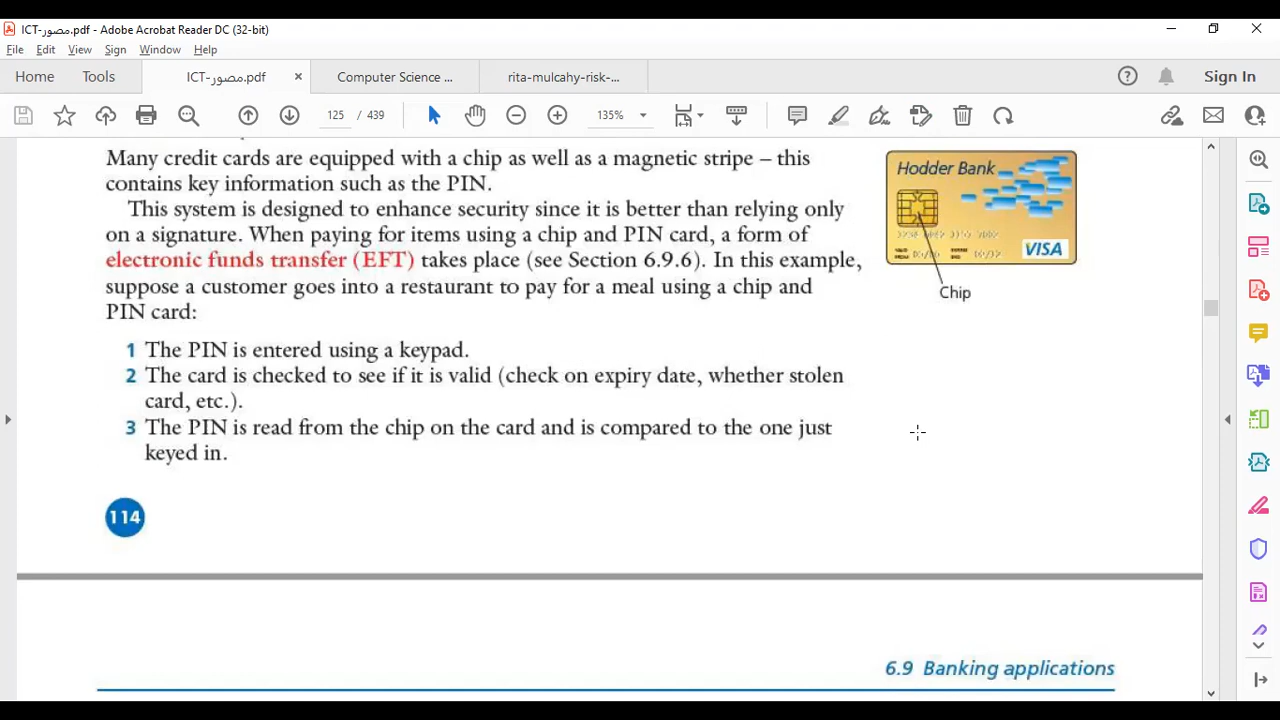 ICT-مصور.pdf - Adobe Acrobat Reader DC (32-bit)
File Edit View Sign Window Help
Home Tools ICT-مصور.pdf × Computer Science ... rita-mulcahy-risk-... Sign In
125 / 439 135%
Many credit cards are equipped with a chip as well as a magnetic stripe – this
contains key information such as the PIN.
This system is designed to enhance security since it is better than relying only
on a signature. When paying for items using a chip and PIN card, a form of
electronic funds transfer (EFT) takes place (see Section 6.9.6). In this example,
suppose a customer goes into a restaurant to pay for a meal using a chip and
PIN card:
Hodder Bank
VISA
Chip
1 The PIN is entered using a keypad.
2 The card is checked to see if it is valid (check on expiry date, whether stolen
card, etc.).
3 The PIN is read from the chip on the card and is compared to the one just
keyed in.
114
6.9 Banking applications